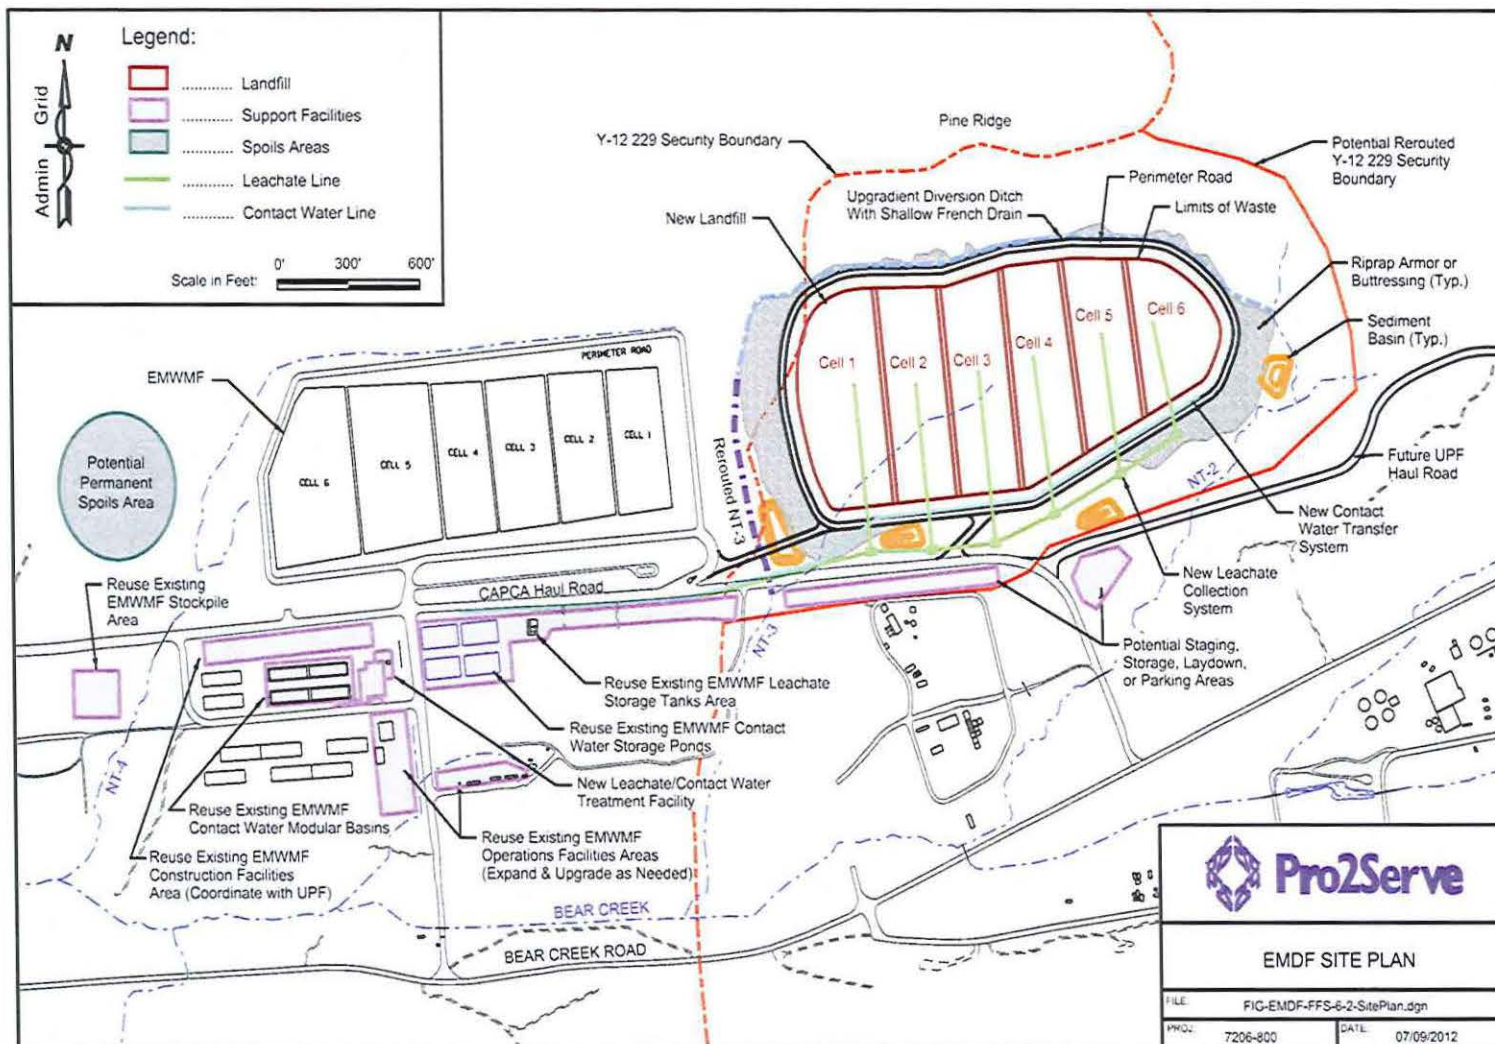 Legend:
N
Admin Grid
Landfill
Support Facilities
Spoils Areas
Leachate Line
Contact Water Line
Scale in Feet:
0' 300' 600'
Pine Ridge
Y-12 229 Security Boundary
Potential Rerouted
Y-12 229 Security
Boundary
Perimeter Road
Upgradient Diversion Ditch
With Shallow French Drain
Limits of Waste
New Landfill
Riprap Armor or
Buttressing (Typ.)
Sediment
Basin (Typ.)
Cell 1
Cell 2
Cell 3
Cell 4
Cell 5
Cell 6
EMWMF
PERIMETER ROAD
CELL 6
CELL 5
CELL 4
CELL 3
CELL 2
CELL 1
Potential
Permanent
Spoils Area
Rerouted NT-3
NT-2
Future UPF
Haul Road
New Contact
Water Transfer
System
New Leachate
Collection
System
CAPCA Haul Road
Reuse Existing
EMWMF Stockpile
Area
NT-3
Potential Staging,
Storage, Laydown,
or Parking Areas
Reuse Existing EMWMF Leachate
Storage Tanks Area
Reuse Existing EMWMF Contact
Water Storage Ponds
New Leachate/Contact Water
Treatment Facility
NT-4
Reuse Existing EMWMF
Contact Water Modular Basins
Reuse Existing EMWMF
Operations Facilities Areas
(Expand & Upgrade as Needed)
Reuse Existing EMWMF
Construction Facilities
Area (Coordinate with UPF)
BEAR CREEK
BEAR CREEK ROAD
Pro2Serve
EMDF SITE PLAN
FILE: FIG-EMDF-FFS-6-2-SitePlan.dgn
PROJ: 7206-800 DATE: 07/09/2012